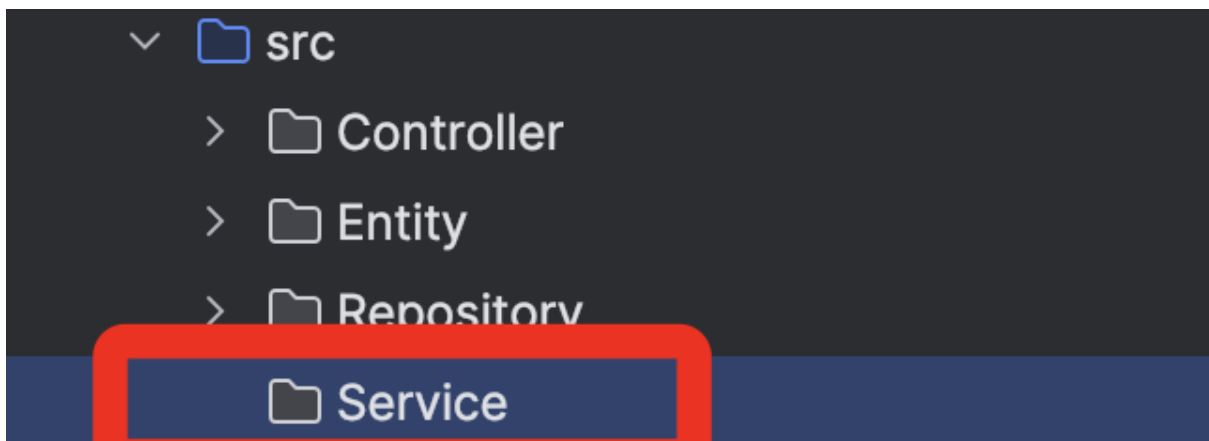 src
Controller
Entity
Repository
Service